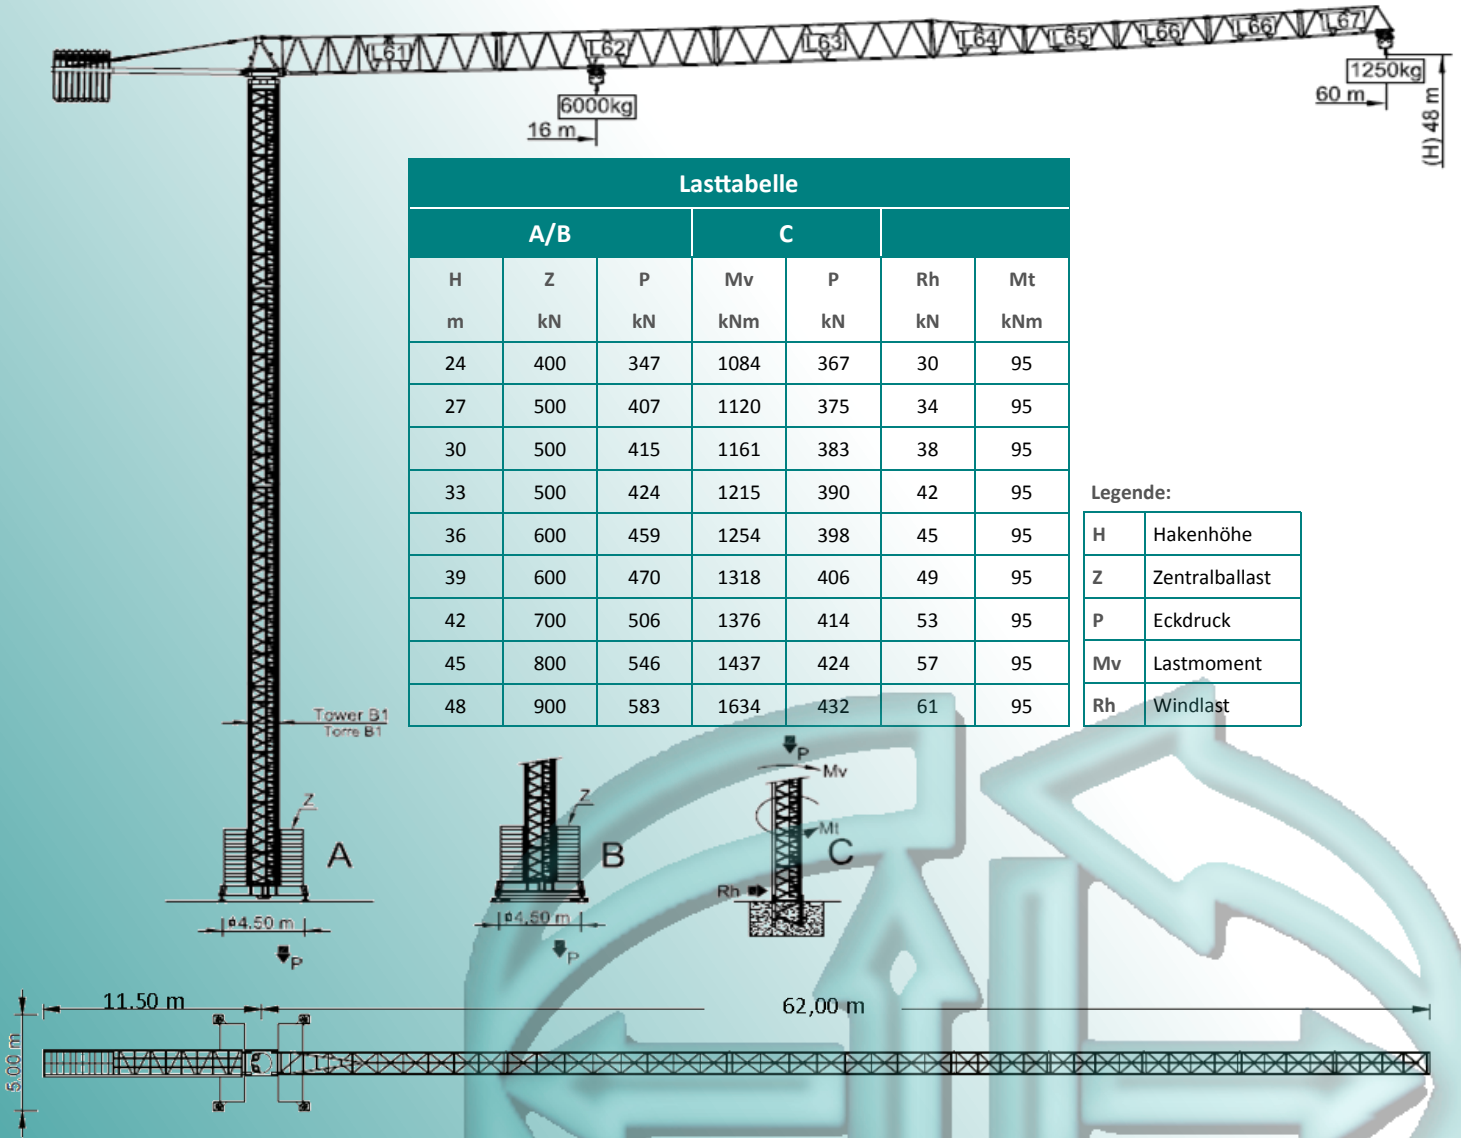 L61 L62 L63 L64 L65 L66 L66 L67
6000kg
16 m
1250kg
60 m
(H) 48 m
Lasttabelle
A/B C
H Z P Mv P Rh Mt
m kN kN kNm kN kN kNm
24 400 347 1084 367 30 95
27 500 407 1120 375 34 95
30 500 415 1161 383 38 95
33 500 424 1215 390 42 95
36 600 459 1254 398 45 95
39 600 470 1318 406 49 95
42 700 506 1376 414 53 95
45 800 546 1437 424 57 95
48 900 583 1634 432 61 95
Legende:
H Hakenhöhe
Z Zentralballast
P Eckdruck
Mv Lastmoment
Rh Windlast
Tower B1
Torre B1
Z
A
4.50 m
P
Z
B
4.50 m
P
P
Mv
Mt
C
Rh
11.50 m
62,00 m
5.00 m